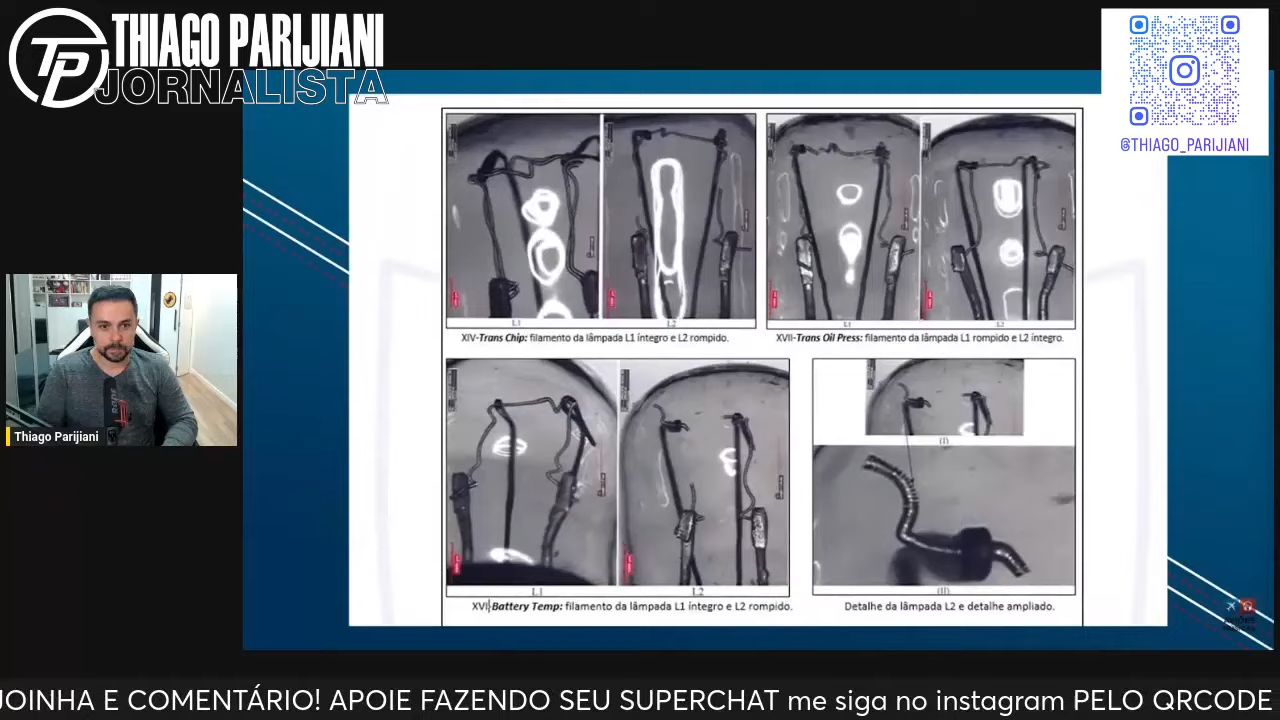 THIAGO PARIJIANI
JORNALISTA
TP
@THIAGO_PARIJIANI
L1
L2
L1
L2
XIV-Trans Chip: filamento da lâmpada L1 íntegro e L2 rompido.
XVII-Trans Oil Press: filamento da lâmpada L1 rompido e L2 íntegro.
(I)
L1
L2
(II)
XVI-Battery Temp: filamento da lâmpada L1 íntegro e L2 rompido.
Detalhe da lâmpada L2 e detalhe ampliado.
Thiago Parijiani
JOINHA E COMENTÁRIO! APOIE FAZENDO SEU SUPERCHAT me siga no instagram PELO QRCODE